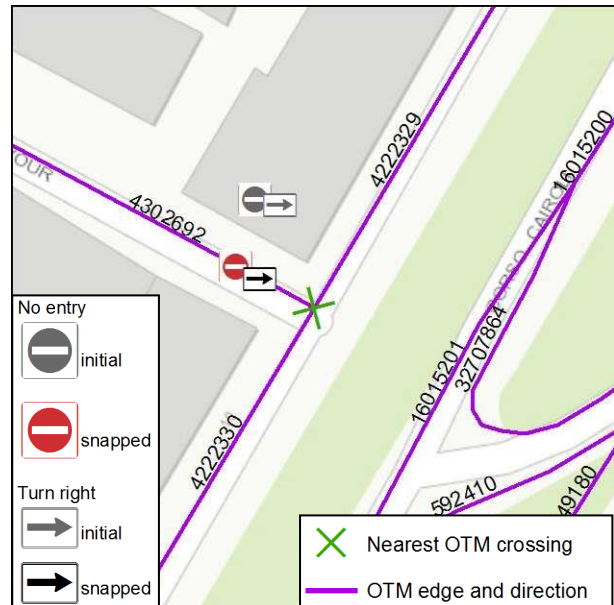 4222329
16015200
OUR
4302692
CORSO CAIROLI
32707864
16015201
4222330
592410
49180
No entry
initial
snapped
Turn right
initial
snapped
Nearest OTM crossing
OTM edge and direction